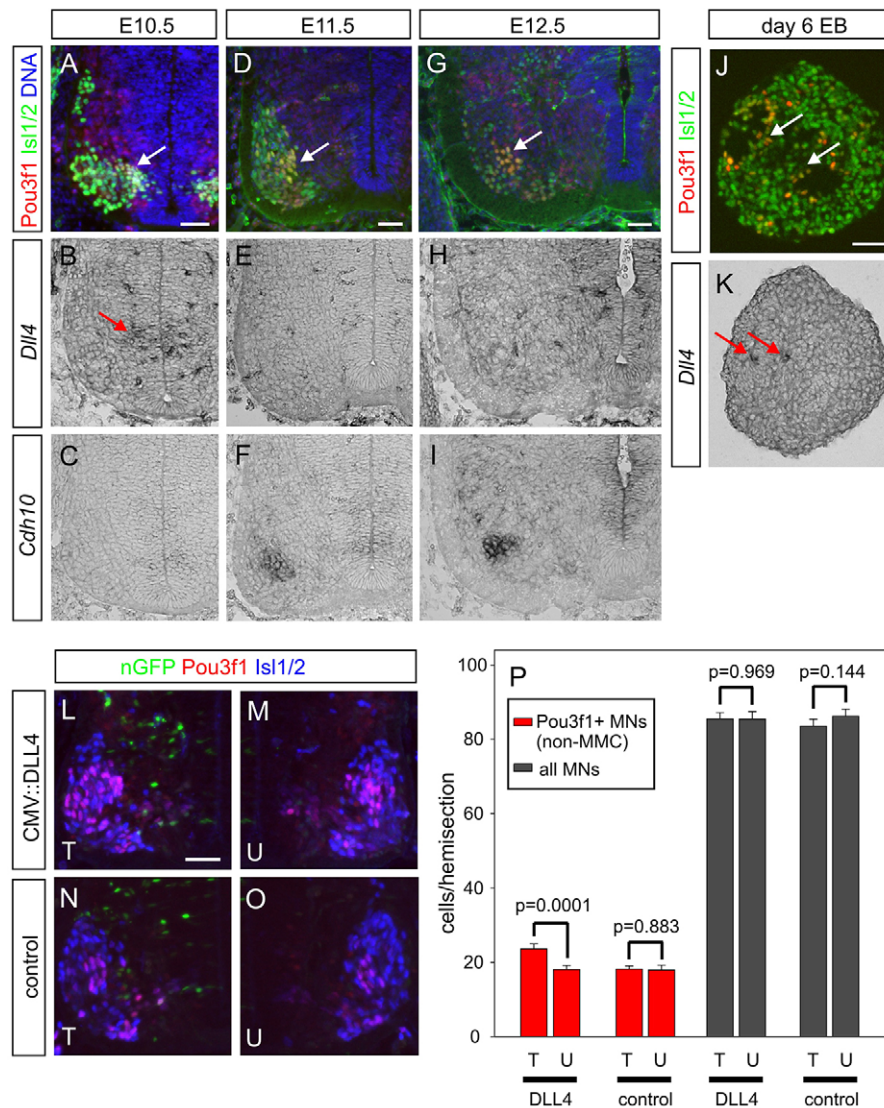 E10.5
E11.5
E12.5
day 6 EB
Pou3f1 Isl1/2 DNA
A
D
G
Pou3f1 Isl1/2
J
Dll4
B
E
H
Dll4
K
Cdh10
C
F
I
nGFP Pou3f1 Isl1/2
CMV::DLL4
L
T
M
U
control
N
T
O
U
P
cells/hemisection
100
80
60
40
20
0
Pou3f1+ MNs
(non-MMC)
all MNs
p=0.0001
p=0.883
p=0.969
p=0.144
T U T U T U T U
DLL4 control DLL4 control